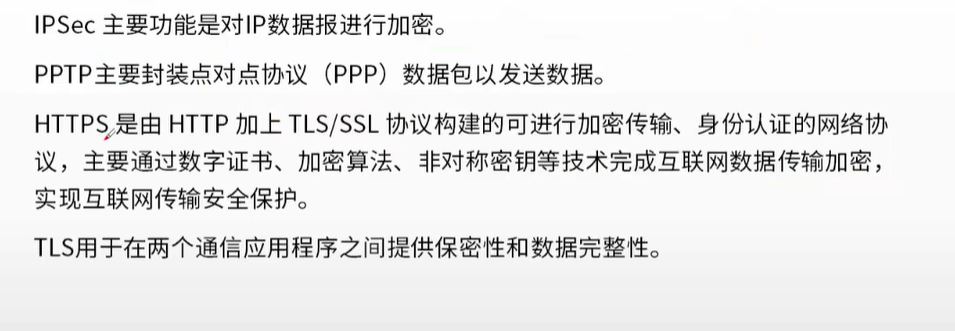 IPSec 主要功能是对IP数据报进行加密。
PPTP主要封装点对点协议（PPP）数据包以发送数据。
HTTPS是由 HTTP 加上 TLS/SSL 协议构建的可进行加密传输、身份认证的网络协
议，主要通过数字证书、加密算法、非对称密钥等技术完成互联网数据传输加密，
实现互联网传输安全保护。
TLS用于在两个通信应用程序之间提供保密性和数据完整性。